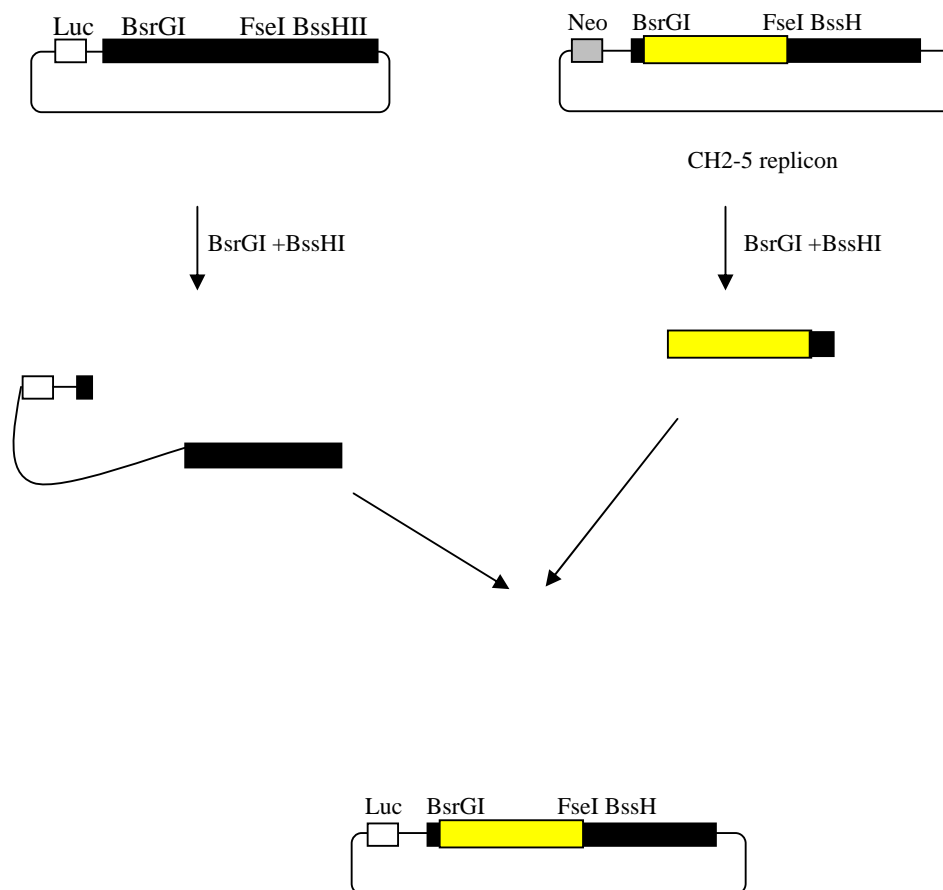 Luc BsrGI FseI BssHII
Neo BsrGI FseI BssH
CH2-5 replicon
BsrGI +BssHI
BsrGI +BssHI
Luc BsrGI FseI BssH